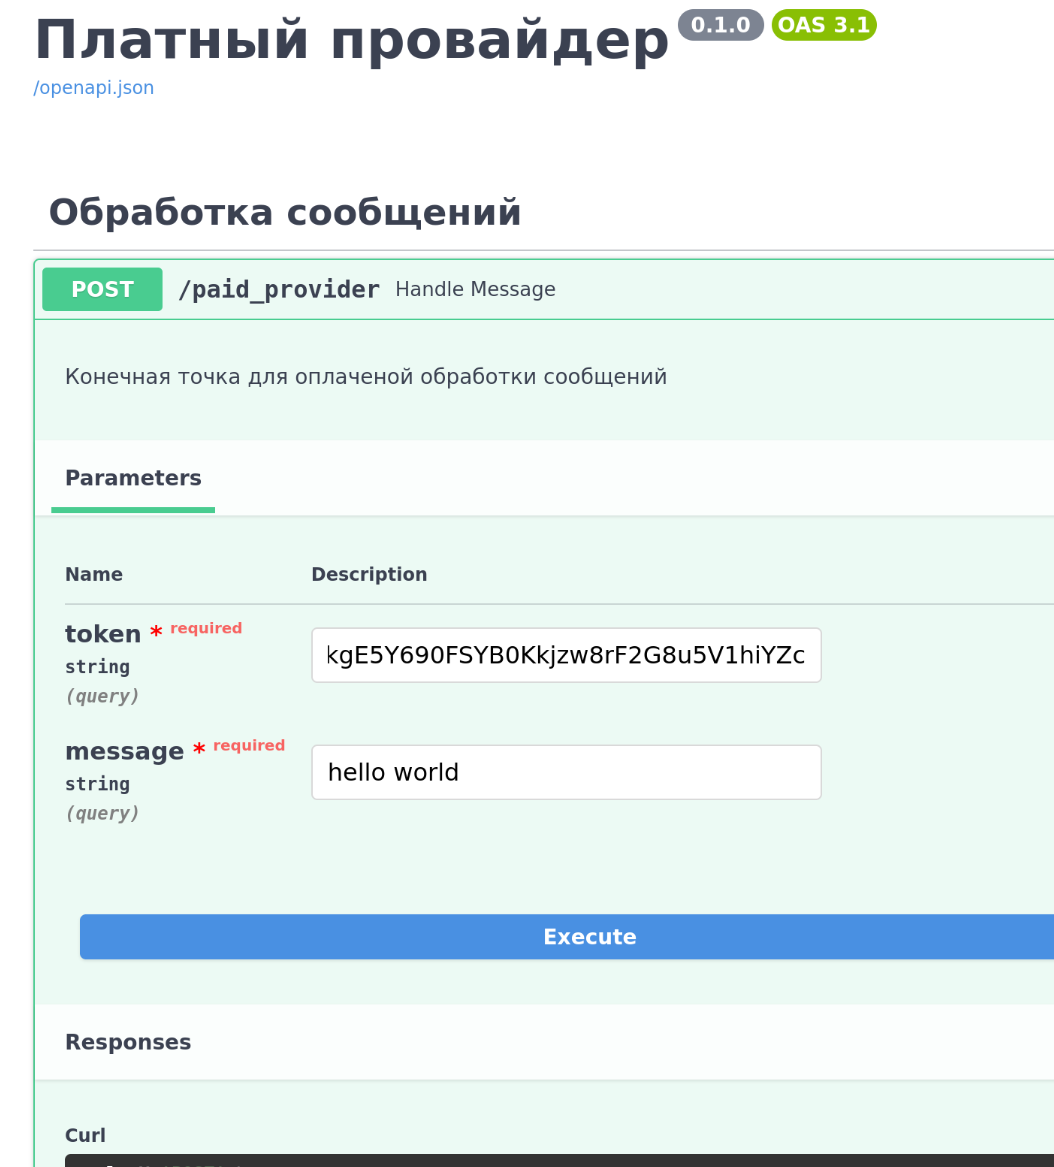 Платный провайдер 0.1.0 OAS 3.1
/openapi.json
Обработка сообщений
POST /paid_provider Handle Message
Конечная точка для оплаченой обработки сообщений
Parameters
Name Description
token * required
string
(query)
kgE5Y690FSYB0Kkjzw8rF2G8u5V1hiYZc
message * required
string
(query)
hello world
Execute
Responses
Curl